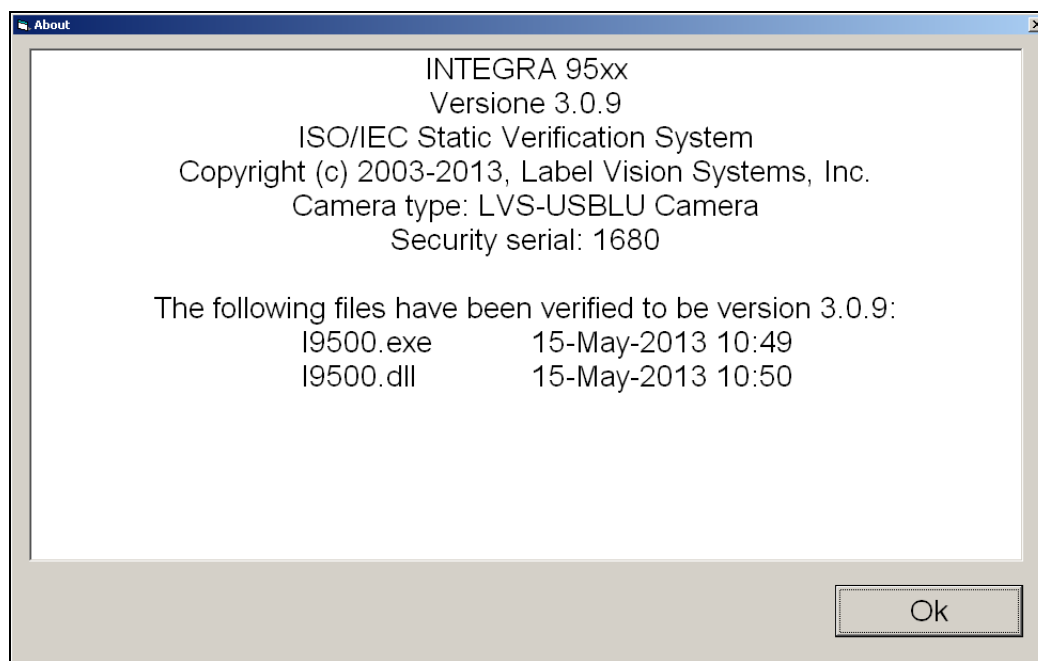 About
INTEGRA 95xx
Versione 3.0.9
ISO/IEC Static Verification System
Copyright (c) 2003-2013, Label Vision Systems, Inc.
Camera type: LVS-USBLU Camera
Security serial: 1680
The following files have been verified to be version 3.0.9:
I9500.exe 15-May-2013 10:49
I9500.dll 15-May-2013 10:50
Ok